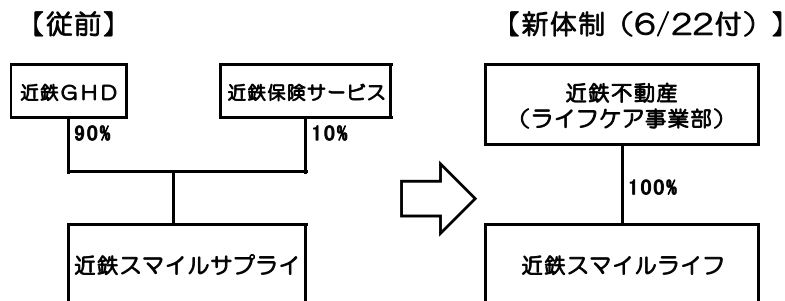 【従前】
【新体制（6/22付）】
近鉄GHD
近鉄保険サービス
90%
10%
近鉄スマイルサプライ
近鉄不動産
（ライフケア事業部）
100%
近鉄スマイルライフ